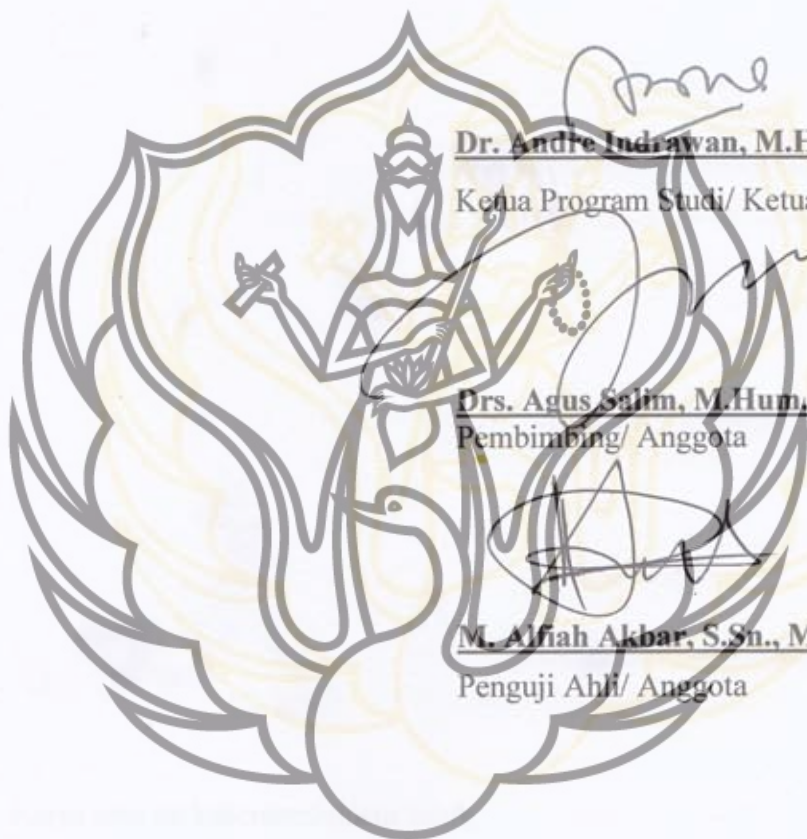 Dr. Andre Indrawan, M.H
Ketua Program Studi/ Ketua
Drs. Agus Salim, M.Hum.
Pembimbing/ Anggota
M. Alfiah Akbar, S.Sn., M
Penguji Ahli/ Anggota